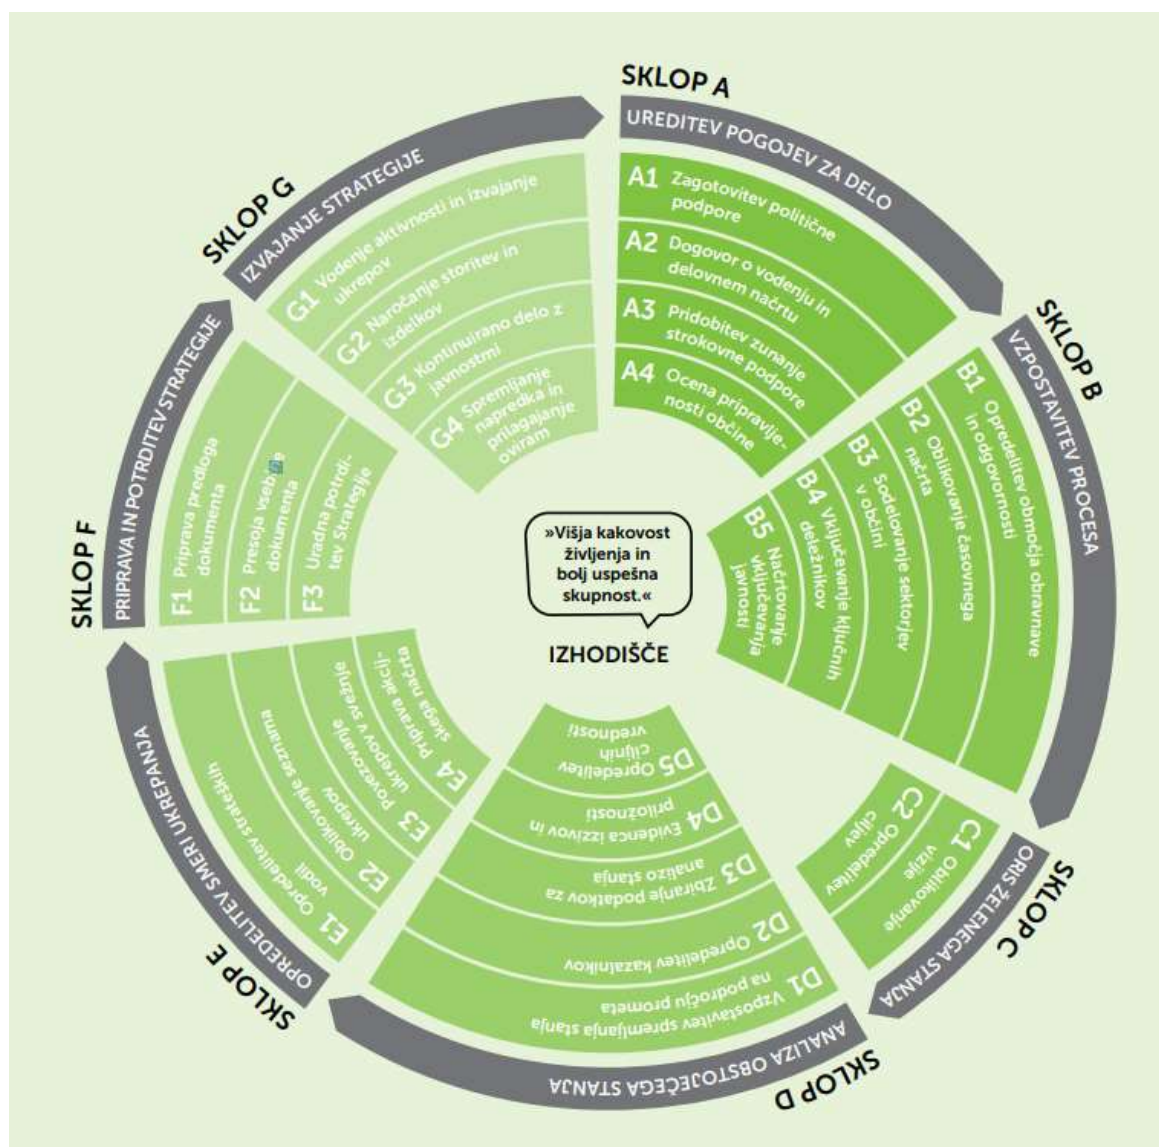 SKLOP A
UREDITEV POGOJEV ZA DELO
A1 Zagotovitev politične
podpore
A2 Dogovor o vodenju in
delovnem načrtu
A3 Pridobitev zunanje
strokovne podpore
A4 Ocena pripravlje-
nosti občine
SKLOP B
VZPOSTAVITEV PROCESA
B1 Opredelitev območja obravnave
in odgovornosti
B2 Oblikovanje časovnega
načrta
B3 Sodelovanje sektorjev
v občini
B4 Vključevanje ključnih
deležnikov
B5 Načrtovanje
vključevanja
javnosti
SKLOP C
ORIS ŽELENEGA STANJA
C1 Oblikovanje
vizije
C2 Opredelitev
ciljev
SKLOP D
ANALIZA OBSTOJEČEGA STANJA
D1 Vzpostavitev spremljanja stanja
na področju prometa
D2 Opredelitev kazalnikov
D3 Zbiranje podatkov za
analizo stanja
D4 Evidenca izzivov in
priložnosti
D5 Opredelitev
ciljnih
vrednosti
SKLOP E
OPREDELITEV SMERI UKREPANJA
E1 Opredelitev strateških
vodil
E2 Oblikovanje seznama
ukrepov
E3 Povezovanje
ukrepov v svežnje
E4 Priprava akcij-
skega načrta
SKLOP F
PRIPRAVA IN POTRDITEV STRATEGIJE
F1 Priprava predloga
dokumenta
F2 Presoja
dokumenta
F3 Uradna potrdi-
tev Strategije
SKLOP G
IZVAJANJE STRATEGIJE
G1 Vodenje aktivnosti in izvajanje
ukrepov
G2 Naročanje storitev in
izdelkov
G3 Kontinuirano delo z
javnostmi
G4 Spremljanje
napredka in
prilagajanje
oviram
»Višja kakovost
življenja in
bolj uspešna
skupnost.«
IZHODIŠČE